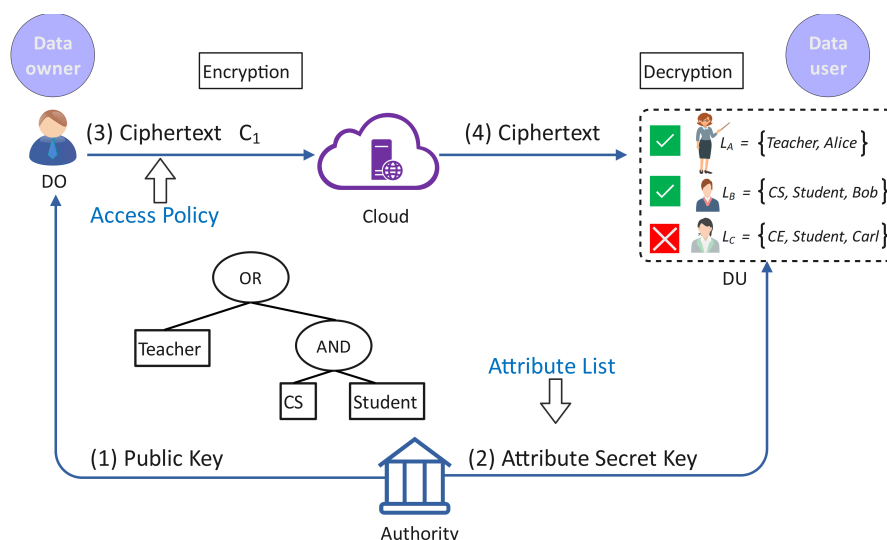 Data
owner
Encryption
Decryption
Data
user
(3) Ciphertext C₁
(4) Ciphertext
L_A = {Teacher, Alice}
DO
Access Policy
Cloud
L_B = {CS, Student, Bob}
L_C = {CE, Student, Carl}
DU
OR
Teacher
AND
CS
Student
Attribute List
(1) Public Key
(2) Attribute Secret Key
Authority